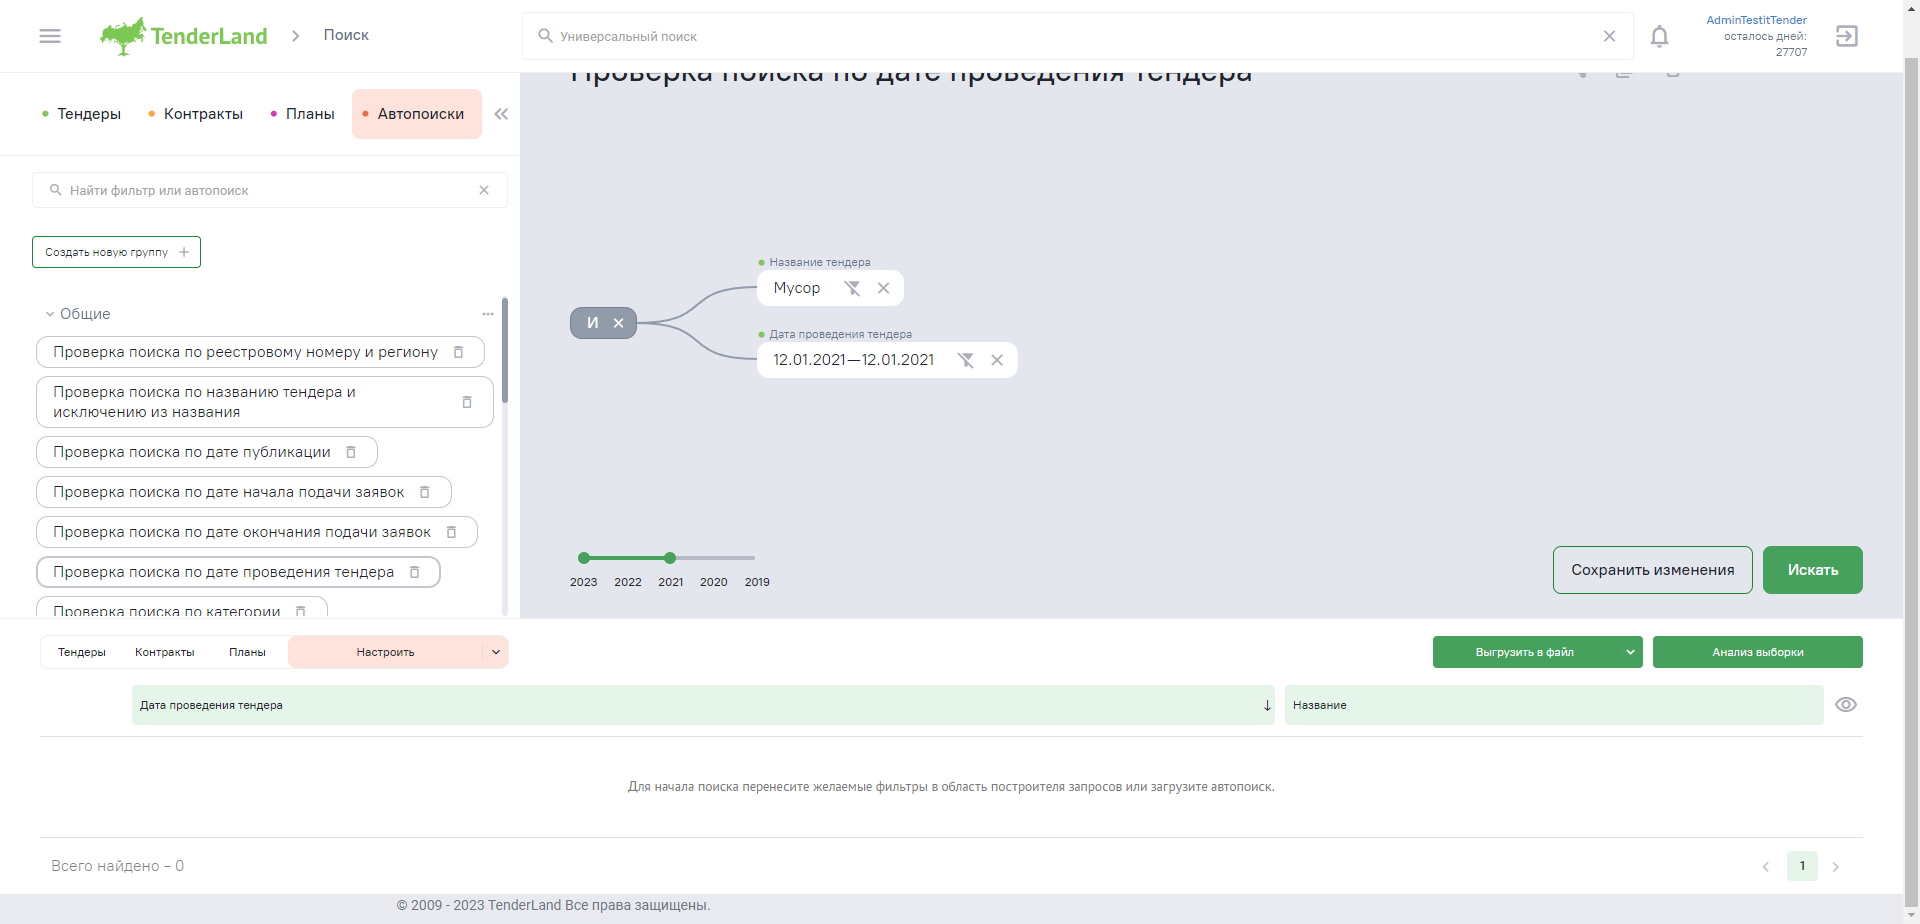 TenderLand
Поиск
Универсальный поиск
AdminTestitTender
осталось дней:
27707
Тендеры
Контракты
Планы
Автопоиски
Проверка поиска по дате проведения тендера
Найти фильтр или автопоиск
Создать новую группу
Общие
Проверка поиска по реестровому номеру и региону
Проверка поиска по названию тендера и
исключению из названия
Проверка поиска по дате публикации
Проверка поиска по дате начала подачи заявок
Проверка поиска по дате окончания подачи заявок
Проверка поиска по дате проведения тендера
Проверка поиска по категории
Название тендера
Мусор
И
Дата проведения тендера
12.01.2021—12.01.2021
2023 2022 2021 2020 2019
Сохранить изменения
Искать
Тендеры
Контракты
Планы
Настроить
Выгрузить в файл
Анализ выборки
Дата проведения тендера
Название
Для начала поиска перенесите желаемые фильтры в область построителя запросов или загрузите автопоиск.
Всего найдено - 0
1
© 2009 - 2023 TenderLand Все права защищены.